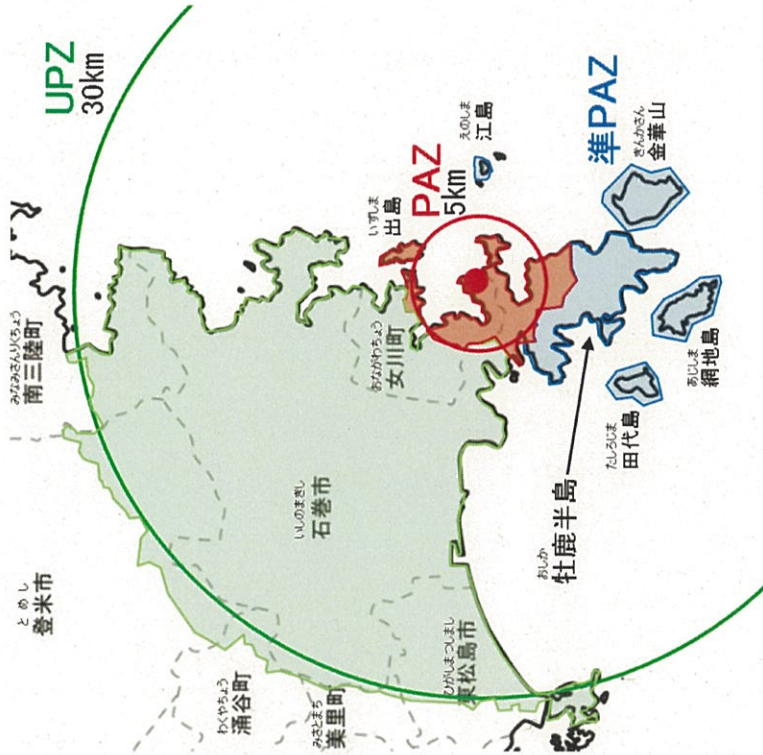 UPZ
30km
みなみさんりくちょう
南三陸町
と め し
登米市
わくやちょう
涌谷町
みさとまち
美里町
ひがしまつしまし
東松島市
いしのまきし
石巻市
おながわちょう
女川町
いずしま
出島
PAZ
5km
えのしま
江島
準PAZ
きんかさん
金華山
あじしま
網地島
たしろじま
田代島
おしか
牡鹿半島